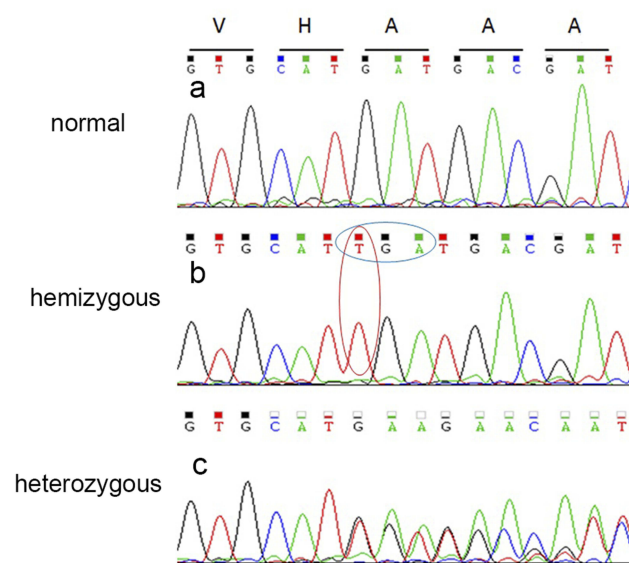 V H A A A
G T G C A T G A T G A C G A T
a
normal
G T G C A T T G A T G A C G A T
b
hemizygous
G T G C A T G A A G A A C A A T
c
heterozygous